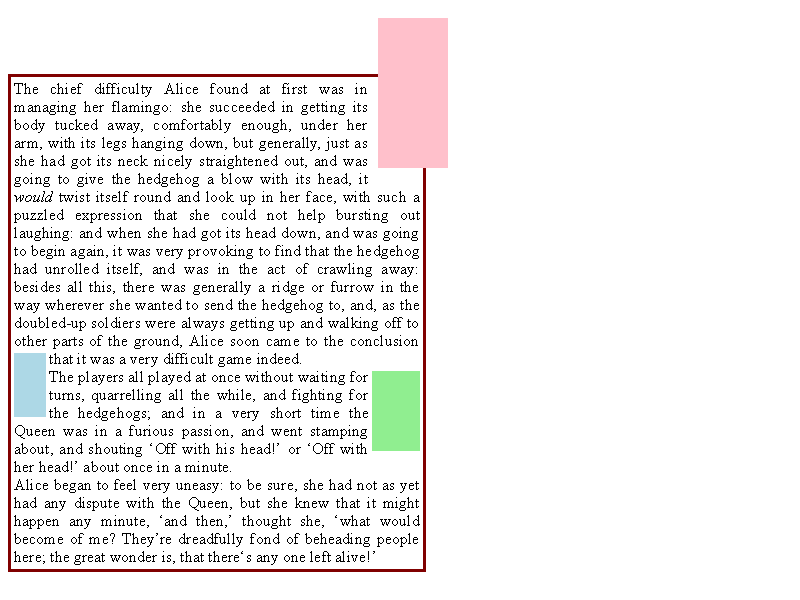 The chief difficulty Alice found at first was in
managing her flamingo: she succeeded in getting its
body tucked away, comfortably enough, under her
arm, with its legs hanging down, but generally, just as
she had got its neck nicely straightened out, and was
going to give the hedgehog a blow with its head, it
would twist itself round and look up in her face, with such a
puzzled expression that she could not help bursting out
laughing: and when she had got its head down, and was going
to begin again, it was very provoking to find that the hedgehog
had unrolled itself, and was in the act of crawling away:
besides all this, there was generally a ridge or furrow in the
way wherever she wanted to send the hedgehog to, and, as the
doubled-up soldiers were always getting up and walking off to
other parts of the ground, Alice soon came to the conclusion
that it was a very difficult game indeed.
The players all played at once without waiting for
turns, quarrelling all the while, and fighting for
the hedgehogs; and in a very short time the
Queen was in a furious passion, and went stamping
about, and shouting ‘Off with his head!’ or ‘Off with
her head!’ about once in a minute.
Alice began to feel very uneasy: to be sure, she had not as yet
had any dispute with the Queen, but she knew that it might
happen any minute, ‘and then,’ thought she, ‘what would
become of me? They’re dreadfully fond of beheading people
here; the great wonder is, that there‘s any one left alive!’